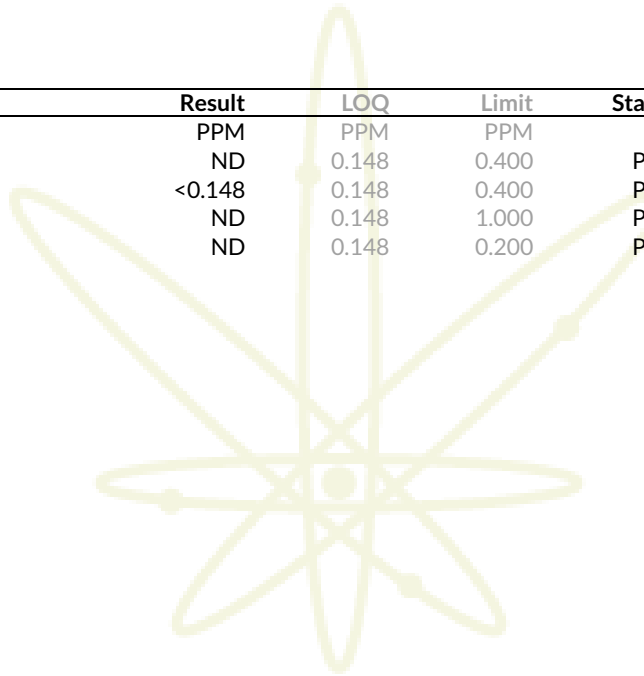 Result LOQ Limit Sta
PPM PPM PPM
ND 0.148 0.400 P
<0.148 0.148 0.400 P
ND 0.148 1.000 P
ND 0.148 0.200 P